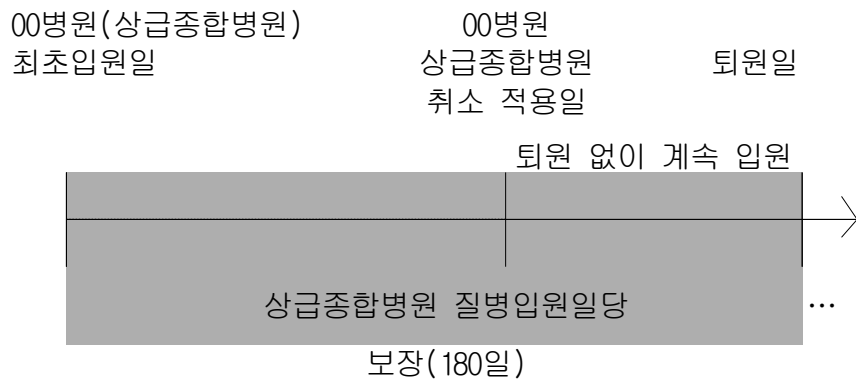 00병원(상급종합병원)
최초입원일
00병원
상급종합병원
취소 적용일
퇴원일
퇴원 없이 계속 입원
상급종합병원 질병입원일당
…
보장(180일)